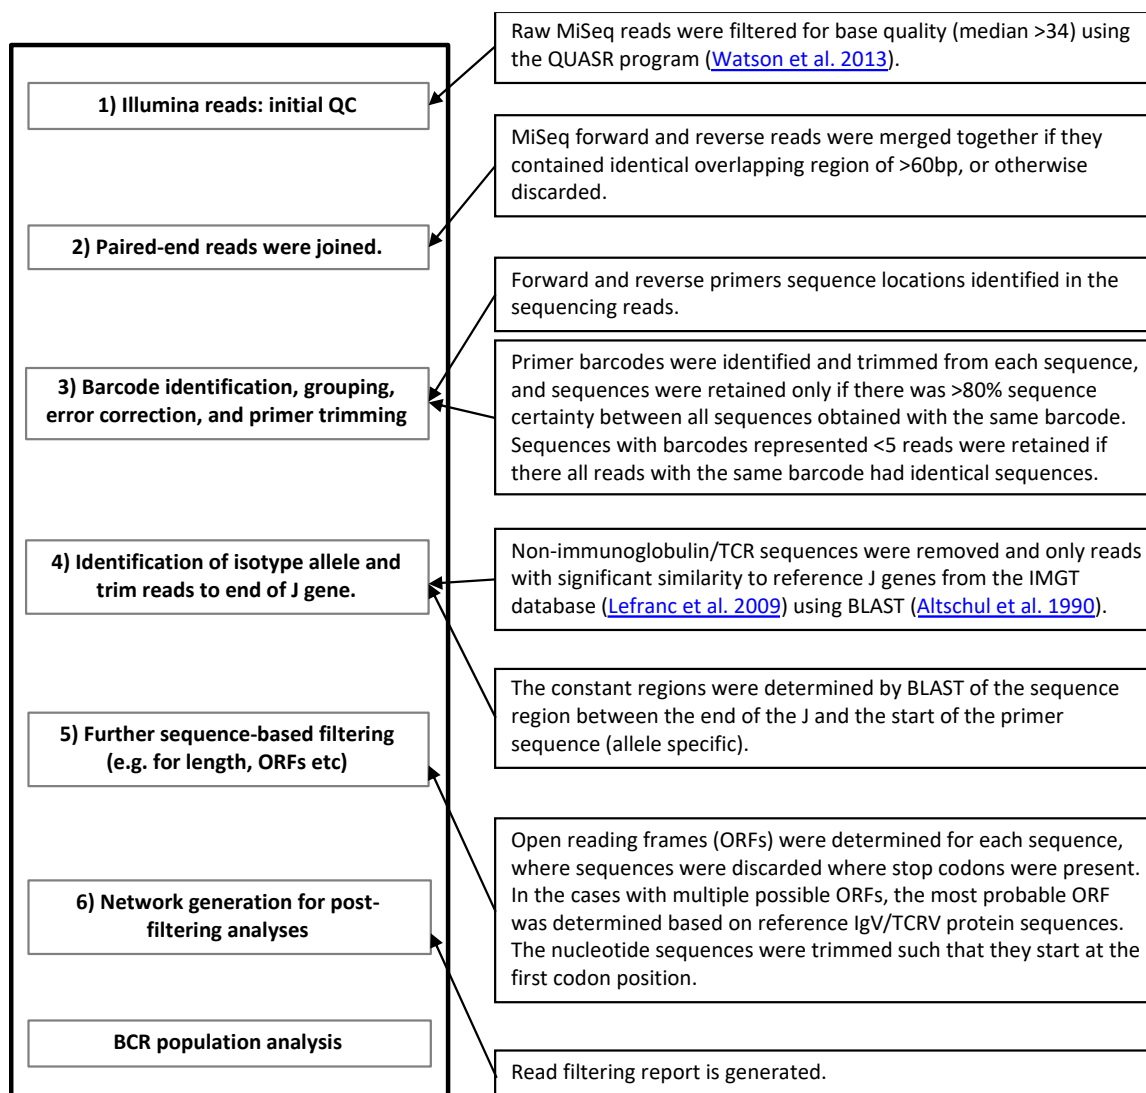 Raw MiSeq reads were filtered for base quality (median >34) using
the QUASR program (Watson et al. 2013).
1) Illumina reads: initial QC
MiSeq forward and reverse reads were merged together if they
contained identical overlapping region of >60bp, or otherwise
discarded.
2) Paired-end reads were joined.
Forward and reverse primers sequence locations identified in the
sequencing reads.
3) Barcode identification, grouping,
error correction, and primer trimming
Primer barcodes were identified and trimmed from each sequence,
and sequences were retained only if there was >80% sequence
certainty between all sequences obtained with the same barcode.
Sequences with barcodes represented <5 reads were retained if
there all reads with the same barcode had identical sequences.
4) Identification of isotype allele and
trim reads to end of J gene.
Non-immunoglobulin/TCR sequences were removed and only reads
with significant similarity to reference J genes from the IMGT
database (Lefranc et al. 2009) using BLAST (Altschul et al. 1990).
The constant regions were determined by BLAST of the sequence
region between the end of the J and the start of the primer
sequence (allele specific).
5) Further sequence-based filtering
(e.g. for length, ORFs etc)
Open reading frames (ORFs) were determined for each sequence,
where sequences were discarded where stop codons were present.
In the cases with multiple possible ORFs, the most probable ORF
was determined based on reference IgV/TCRV protein sequences.
The nucleotide sequences were trimmed such that they start at the
first codon position.
6) Network generation for post-
filtering analyses
BCR population analysis
Read filtering report is generated.